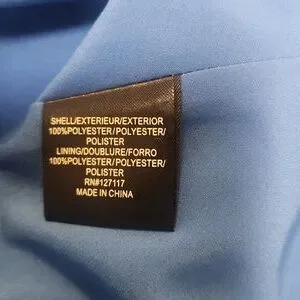 SHELL/EXTERIEUR/EXTERIOR
100%POLYESTER/POLYESTER/
POLISTER
LINING/DOUBLURE/FORRO
100%POLYESTER/POLYESTER/
POLISTER
RN#127117
MADE IN CHINA